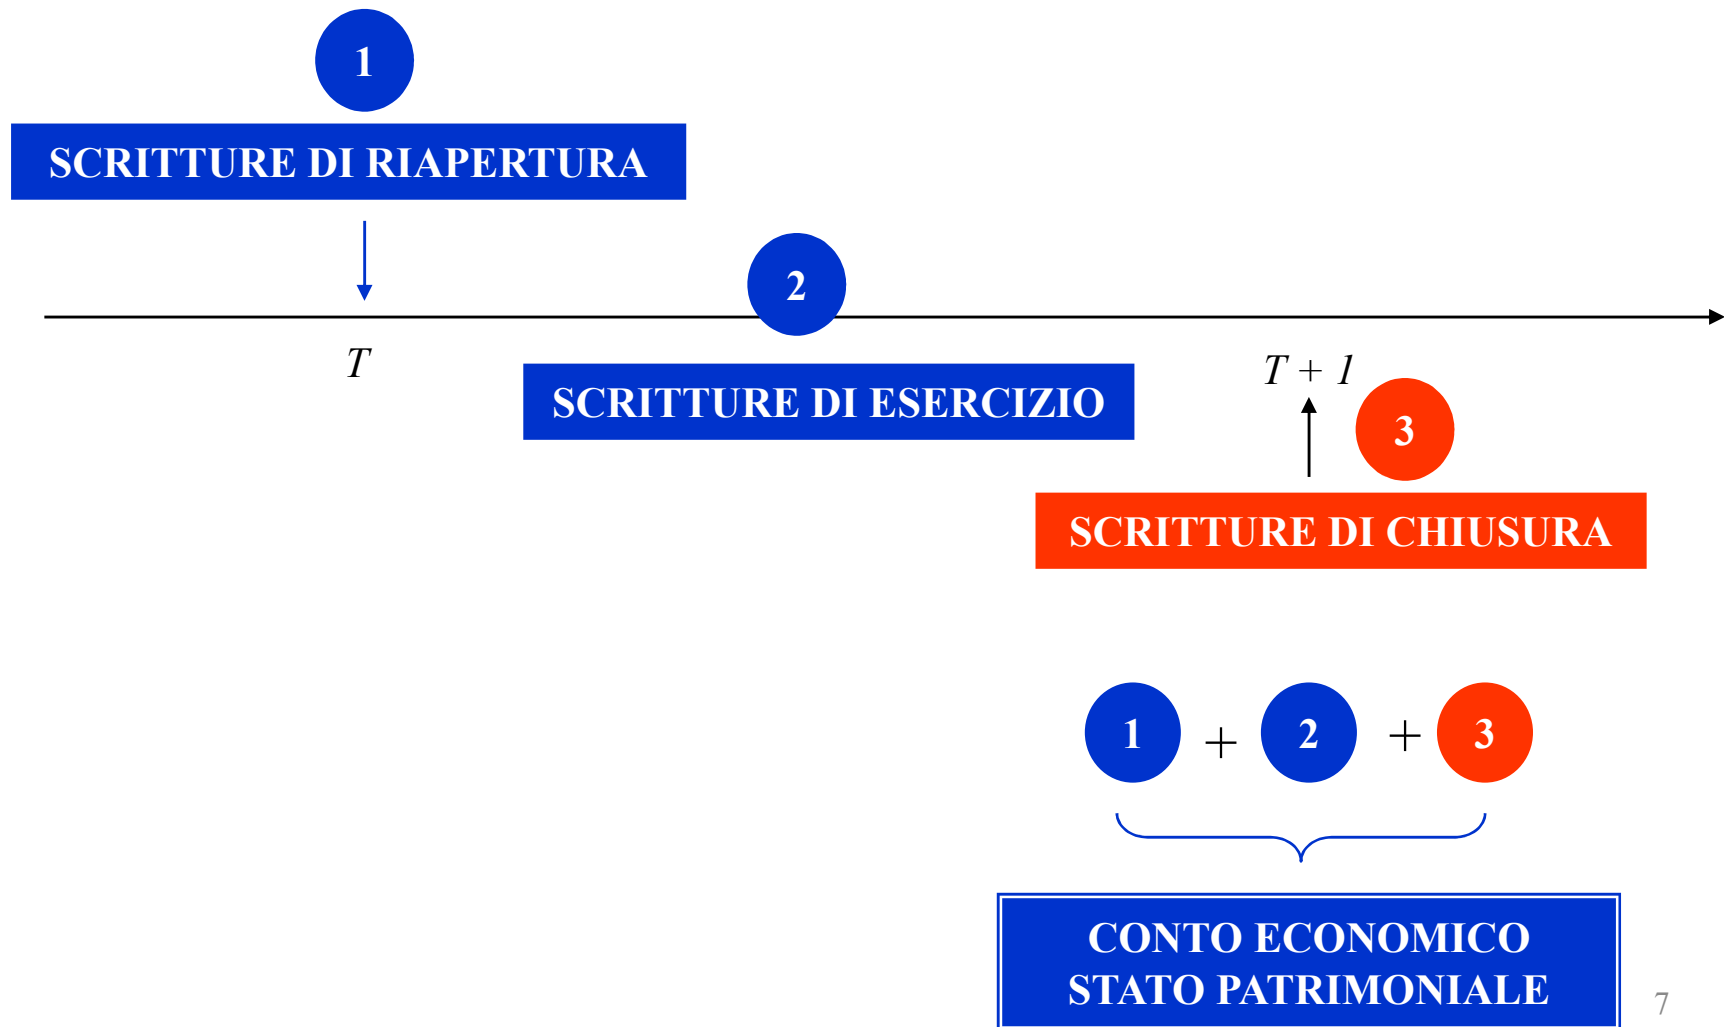 1
SCRITTURE DI RIAPERTURA
2
T
SCRITTURE DI ESERCIZIO
T + 1
3
SCRITTURE DI CHIUSURA
1 + 2 + 3
CONTO ECONOMICO
STATO PATRIMONIALE
7